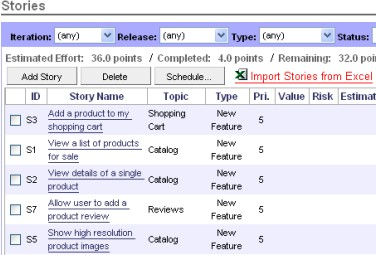 Stories
Iteration: (any) Release: (any) Type: (any) Status:
Estimated Effort: 36.0 points / Completed: 4.0 points / Remaining: 32.0
Add Story Delete Schedule... Import Stories from Excel
ID Story Name Topic Type Pri. Value Risk
S3 Add a product to my shopping cart Shopping Cart New Feature 5
S1 View a list of products for sale Catalog New Feature 5
S2 View details of a single product Catalog New Feature 5
S7 Allow user to add a product review Reviews New Feature 5
S5 Show high resolution product images Catalog New Feature 5